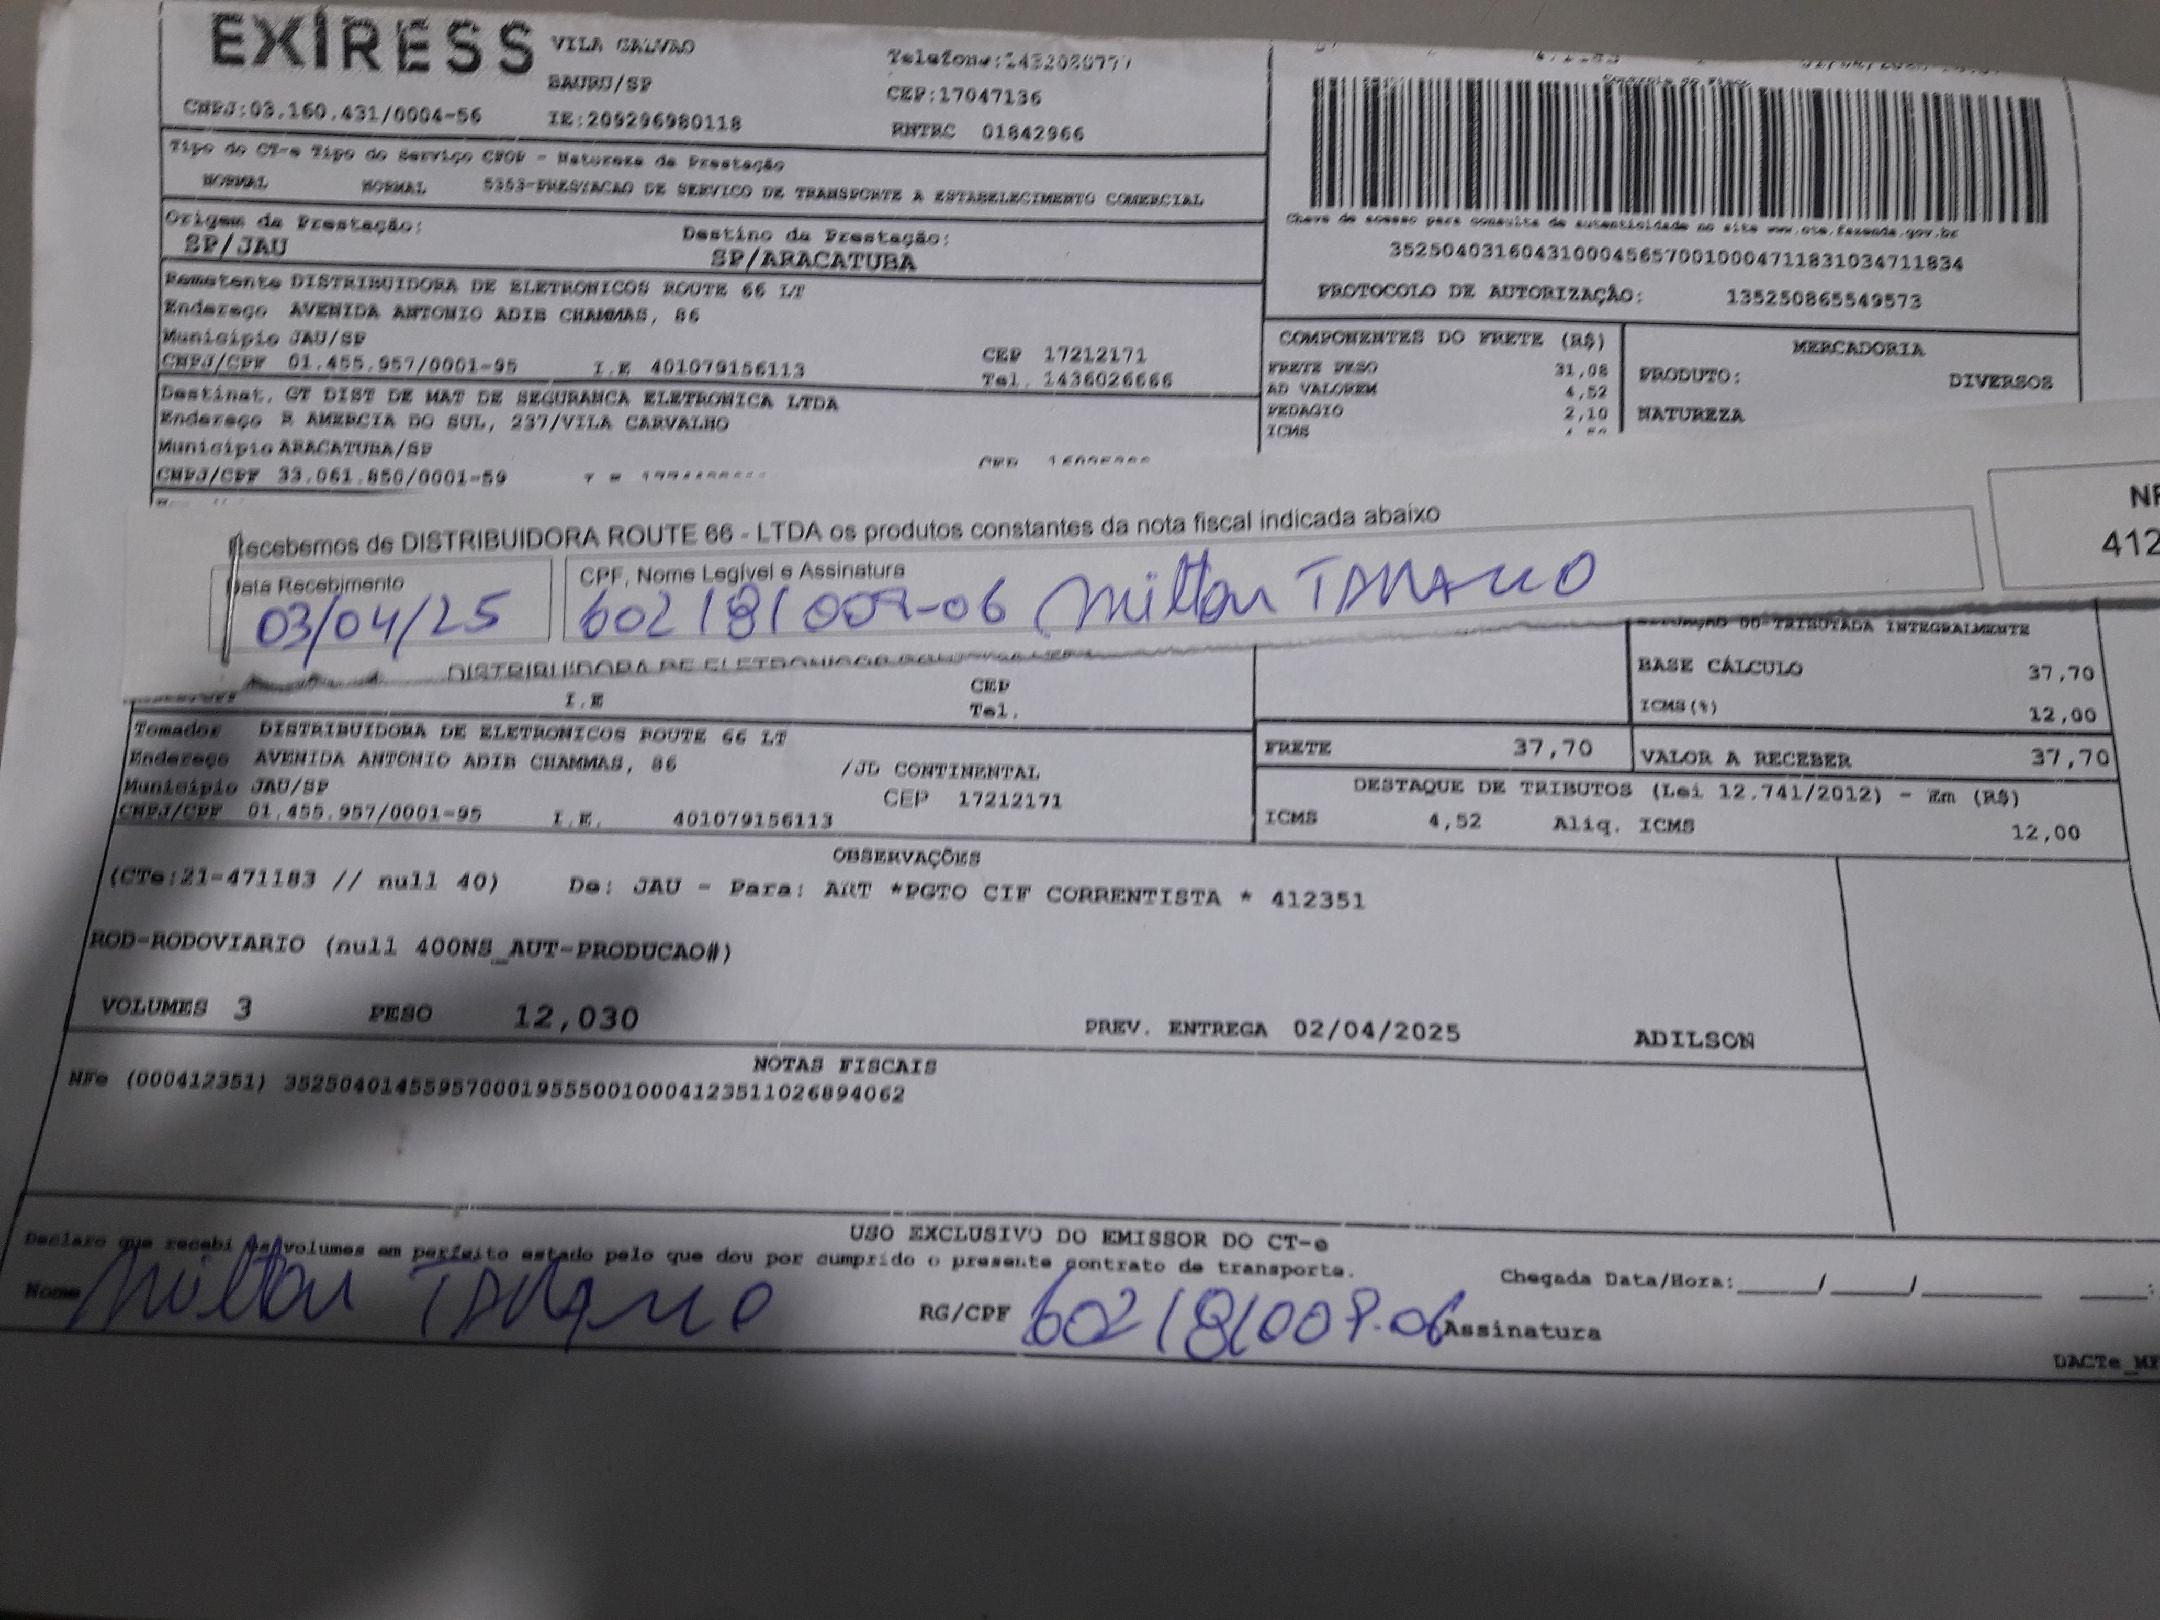 EXIRESS
VILA GALVAO
BAURU/SP
CNPJ:03.160.431/0004-56 IE:209296980118
CEP:17047136
RNTRC 01842966
Tipo do CT-e Tipo do Serviço CFOP - Natureza da Prestação
NORMAL NORMAL 5353-PRESTACAO DE SERVICO DE TRANSPORTE A ESTABELECIMENTO COMERCIAL
Origem da Prestação: Destino da Prestação:
SP/JAU SP/ARACATUBA
Remetente DISTRIBUIDORA DE ELETRONICOS ROUTE 66 LT
Endereço AVENIDA ANTONIO ADIB CHAMMAS, 86
Município JAU/SP CEP 17212171
CNPJ/CPF 01.455.957/0001-95 I.E 401079156113 Tel. 1436026666
Destinat. GT DIST DE MAT DE SEGURANCA ELETRONICA LTDA
Endereço R AMERCIA DO SUL, 237/VILA CARVALHO
Município ARACATUBA/SP
CNPJ/CPF 33.061.850/0001-59
Controle do Fisco
Chave de acesso para consulta de autenticidade no site www.cte.fazenda.gov.br
35250403160431000456570010004711831034711834
PROTOCOLO DE AUTORIZAÇÃO: 135250865549573
COMPONENTES DO FRETE (R$)
FRETE PESO 31,08
AD VALOREM 4,52
PEDAGIO 2,10
ICMS
MERCADORIA
PRODUTO: DIVERSOS
NATUREZA
Recebemos de DISTRIBUIDORA ROUTE 66 - LTDA os produtos constantes da nota fiscal indicada abaixo
Data Recebimento CPF, Nome Legível e Assinatura
03/04/25 602181009-06 Milton TANAKO
412
I.E CEP
Tel.
TRIBUTADA INTEGRALMENTE
BASE CÁLCULO 37,70
ICMS(%) 12,00
Tomador DISTRIBUIDORA DE ELETRONICOS ROUTE 66 LT
Endereço AVENIDA ANTONIO ADIB CHAMMAS, 86 /JD CONTINENTAL
Município JAU/SP CEP 17212171
CNPJ/CPF 01.455.957/0001-95 I.E. 401079156113
FRETE 37,70 VALOR A RECEBER 37,70
DESTAQUE DE TRIBUTOS (Lei 12.741/2012) - Em (R$)
ICMS 4,52 Aliq. ICMS 12,00
OBSERVAÇÕES
(CTe:21-471183 // null 40) De: JAU - Para: ART *PGTO CIF CORRENTISTA * 412351
ROD-RODOVIARIO (null 400NS_AUT-PRODUCAO#)
VOLUMES 3 PESO 12,030 PREV. ENTREGA 02/04/2025 ADILSON
NOTAS FISCAIS
NFe (000412351) 35250401455957000195550010004123511026894062
USO EXCLUSIVO DO EMISSOR DO CT-e
Declaro que recebi os volumes em perfeito estado pelo que dou por cumprido o presente contrato de transporte.
Chegada Data/Hora:_____/_____/_______ ____:
Nome Milton RG/CPF 602181009-06 Assinatura